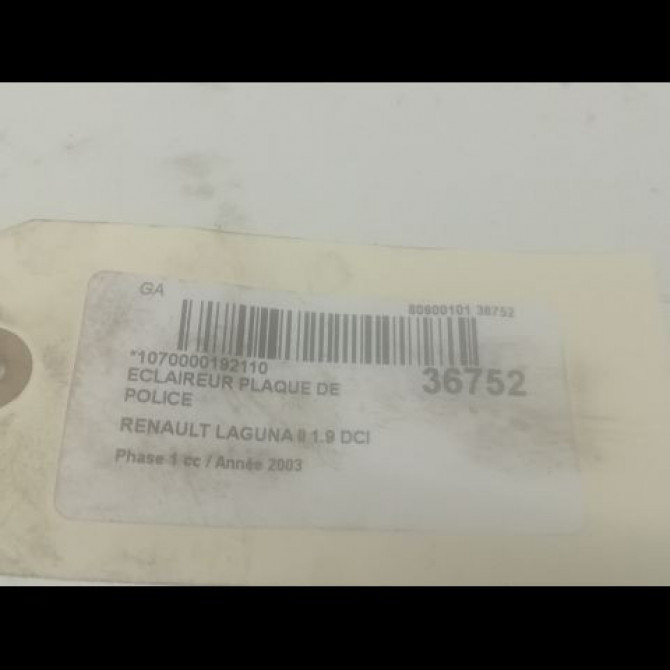 GA
80900101 36752
*1070000192110
36752
ECLAIREUR PLAQUE DE
POLICE
RENAULT LAGUNA II 1.9 DCI
Phase 1 cc / Année 2003